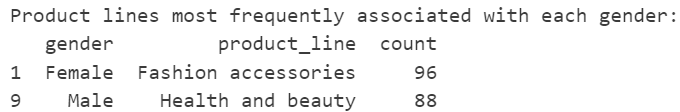 Product lines most frequently associated with each gender:
gender product_line count
1 Female Fashion accessories 96
9 Male Health and beauty 88